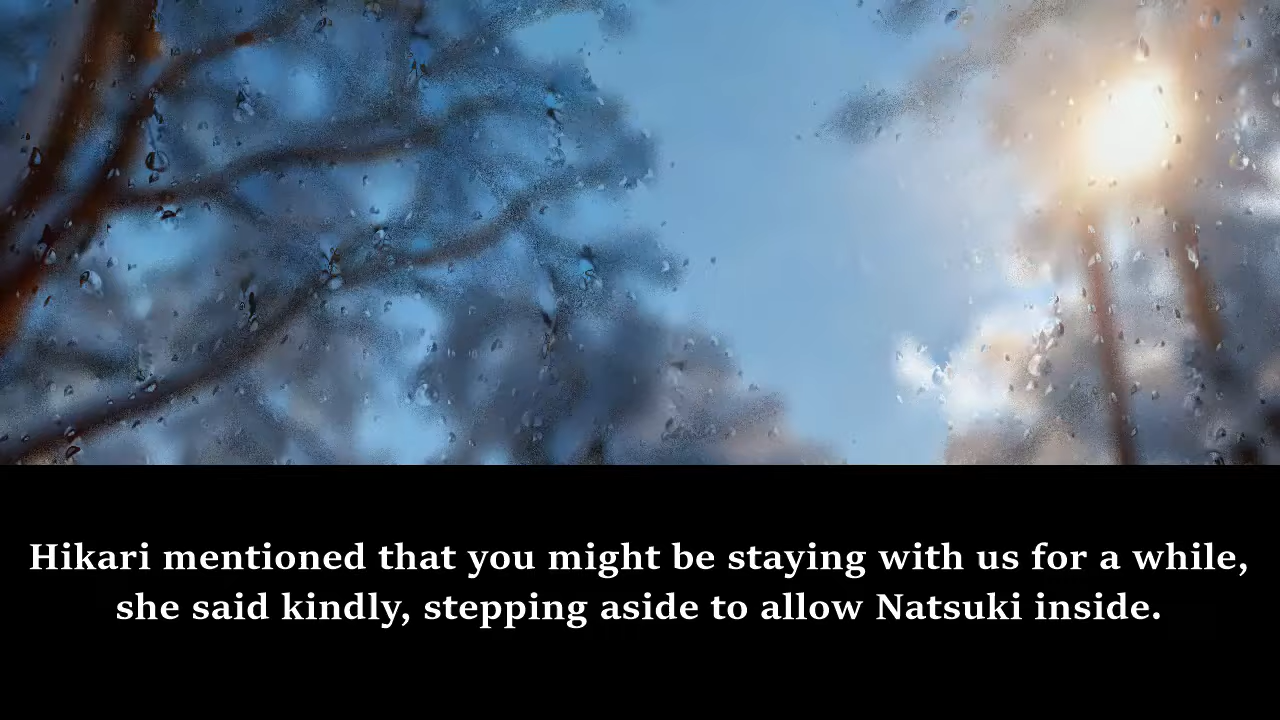 Hikari mentioned that you might be staying with us for a while,
she said kindly, stepping aside to allow Natsuki inside.